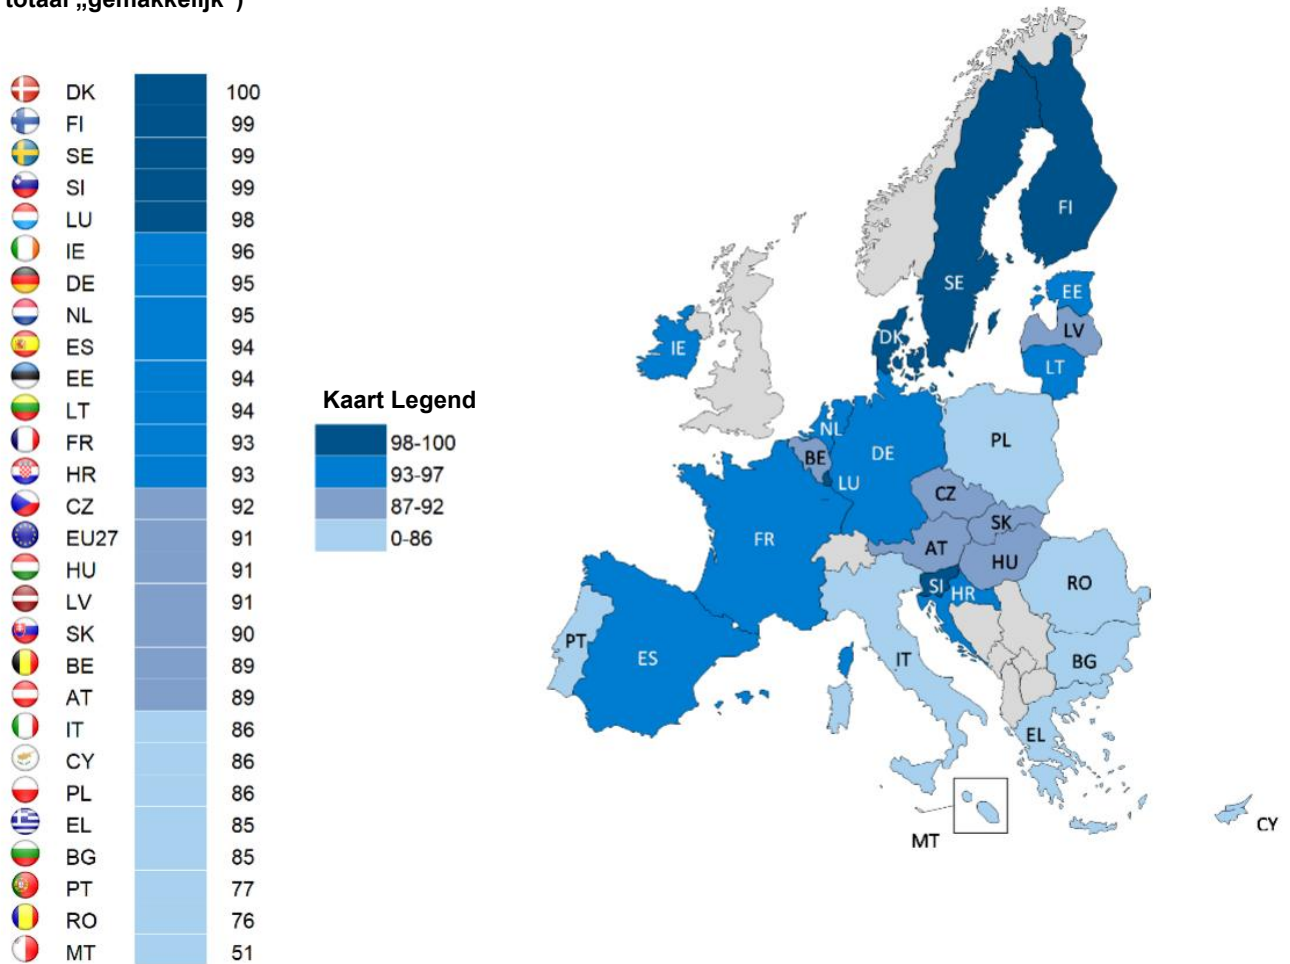 totaal „gemakkelijk”)
DK 100
FI 99
SE 99
SI 99
LU 98
IE 96
DE 95
NL 95
ES 94
EE 94
LT 94
FR 93
HR 93
CZ 92
EU27 91
HU 91
LV 91
SK 90
BE 89
AT 89
IT 86
CY 86
PL 86
EL 85
BG 85
PT 77
RO 76
MT 51
Kaart Legend
98-100
93-97
87-92
0-86
FI
SE
EE
LV
LT
DK
IE
NL
PL
BE
DE
LU
CZ
SK
FR
AT
HU
SI
HR
RO
PT
ES
IT
BG
EL
MT
CY